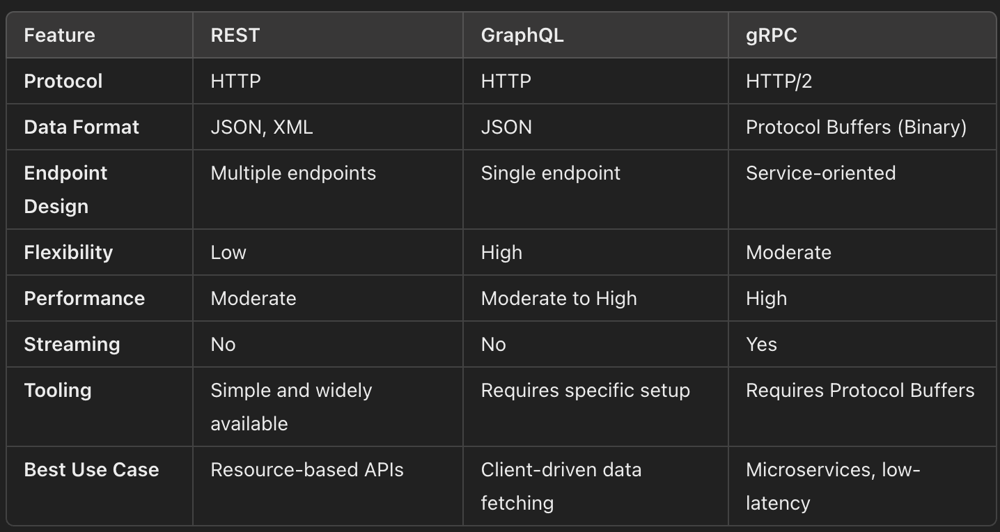 Feature REST GraphQL gRPC
Protocol HTTP HTTP HTTP/2
Data Format JSON, XML JSON Protocol Buffers (Binary)
Endpoint Multiple endpoints Single endpoint Service-oriented
Design
Flexibility Low High Moderate
Performance Moderate Moderate to High High
Streaming No No Yes
Tooling Simple and widely Requires specific setup Requires Protocol Buffers
available
Best Use Case Resource-based APIs Client-driven data Microservices, low-
fetching latency